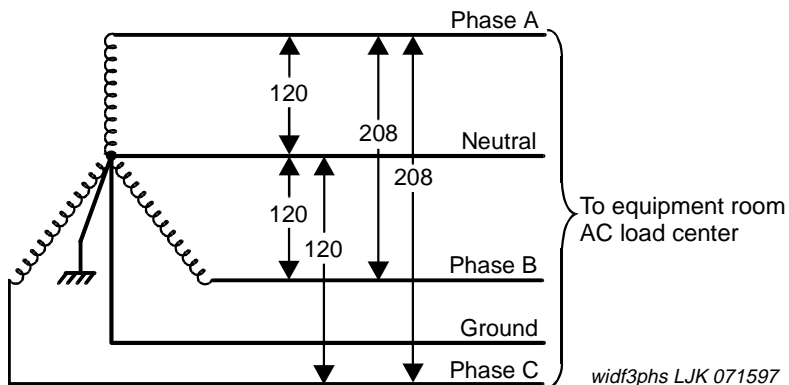 Phase A
120
208
Neutral
208
120
120
To equipment room
AC load center
Phase B
Ground
Phase C
widf3phs LJK 071597